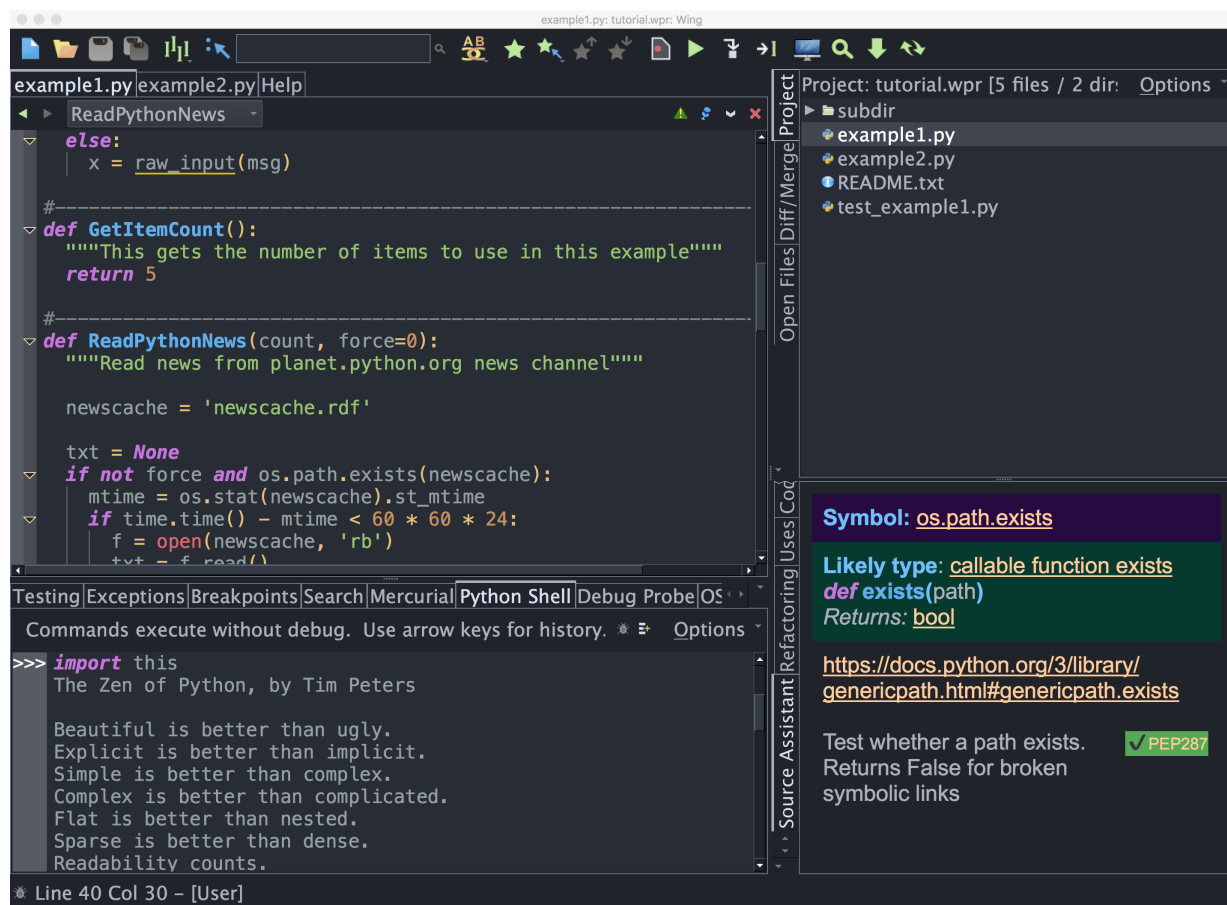 example1.py: tutorial.wpr: Wing
AB
example1.py example2.py Help
ReadPythonNews
else:
x = raw_input(msg)
#
def GetItemCount():
"""This gets the number of items to use in this example"""
return 5
#
def ReadPythonNews(count, force=0):
"""Read news from planet.python.org news channel"""
newscache = 'newscache.rdf'
txt = None
if not force and os.path.exists(newscache):
mtime = os.stat(newscache).st_mtime
if time.time() - mtime < 60 * 60 * 24:
f = open(newscache, 'rb')
txt = f.read()
Testing Exceptions Breakpoints Search Mercurial Python Shell Debug Probe OS
Commands execute without debug. Use arrow keys for history. Options
>>> import this
The Zen of Python, by Tim Peters
Beautiful is better than ugly.
Explicit is better than implicit.
Simple is better than complex.
Complex is better than complicated.
Flat is better than nested.
Sparse is better than dense.
Readability counts.
Line 40 Col 30 – [User]
Project
Diff/Merge
Open Files
Project: tutorial.wpr [5 files / 2 dir: Options
subdir
example1.py
example2.py
README.txt
test_example1.py
Cod
Uses
Refactoring
Source Assistant
Symbol: os.path.exists
Likely type: callable function exists
def exists(path)
Returns: bool
https://docs.python.org/3/library/
genericpath.html#genericpath.exists
Test whether a path exists. ✓PEP287
Returns False for broken
symbolic links